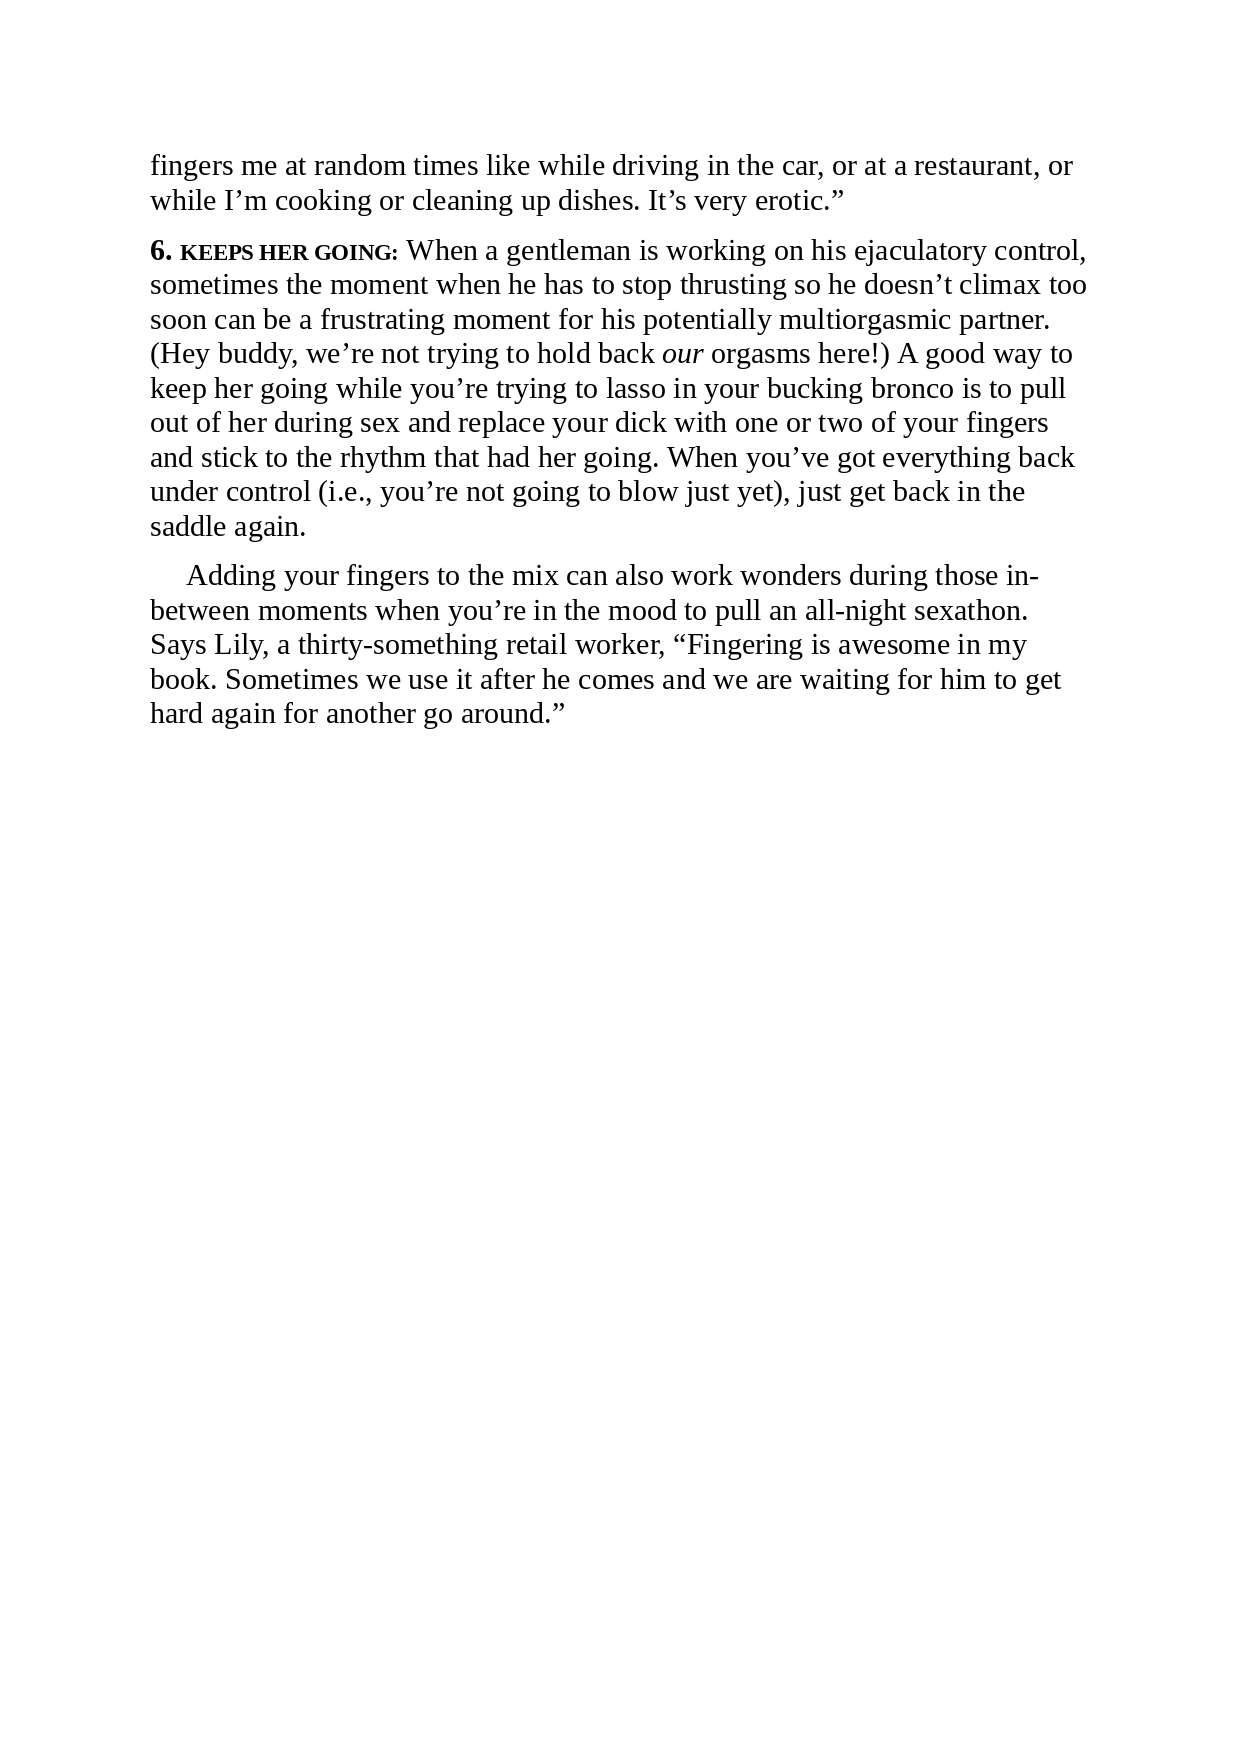 fingers me at random times like while driving in the car, or at a restaurant, or
while I’m cooking or cleaning up dishes. It’s very erotic.”
6. KEEPS HER GOING: When a gentleman is working on his ejaculatory control,
sometimes the moment when he has to stop thrusting so he doesn’t climax too
soon can be a frustrating moment for his potentially multiorgasmic partner.
(Hey buddy, we’re not trying to hold back our orgasms here!) A good way to
keep her going while you’re trying to lasso in your bucking bronco is to pull
out of her during sex and replace your dick with one or two of your fingers
and stick to the rhythm that had her going. When you’ve got everything back
under control (i.e., you’re not going to blow just yet), just get back in the
saddle again.
Adding your fingers to the mix can also work wonders during those in-
between moments when you’re in the mood to pull an all-night sexathon.
Says Lily, a thirty-something retail worker, “Fingering is awesome in my
book. Sometimes we use it after he comes and we are waiting for him to get
hard again for another go around.”